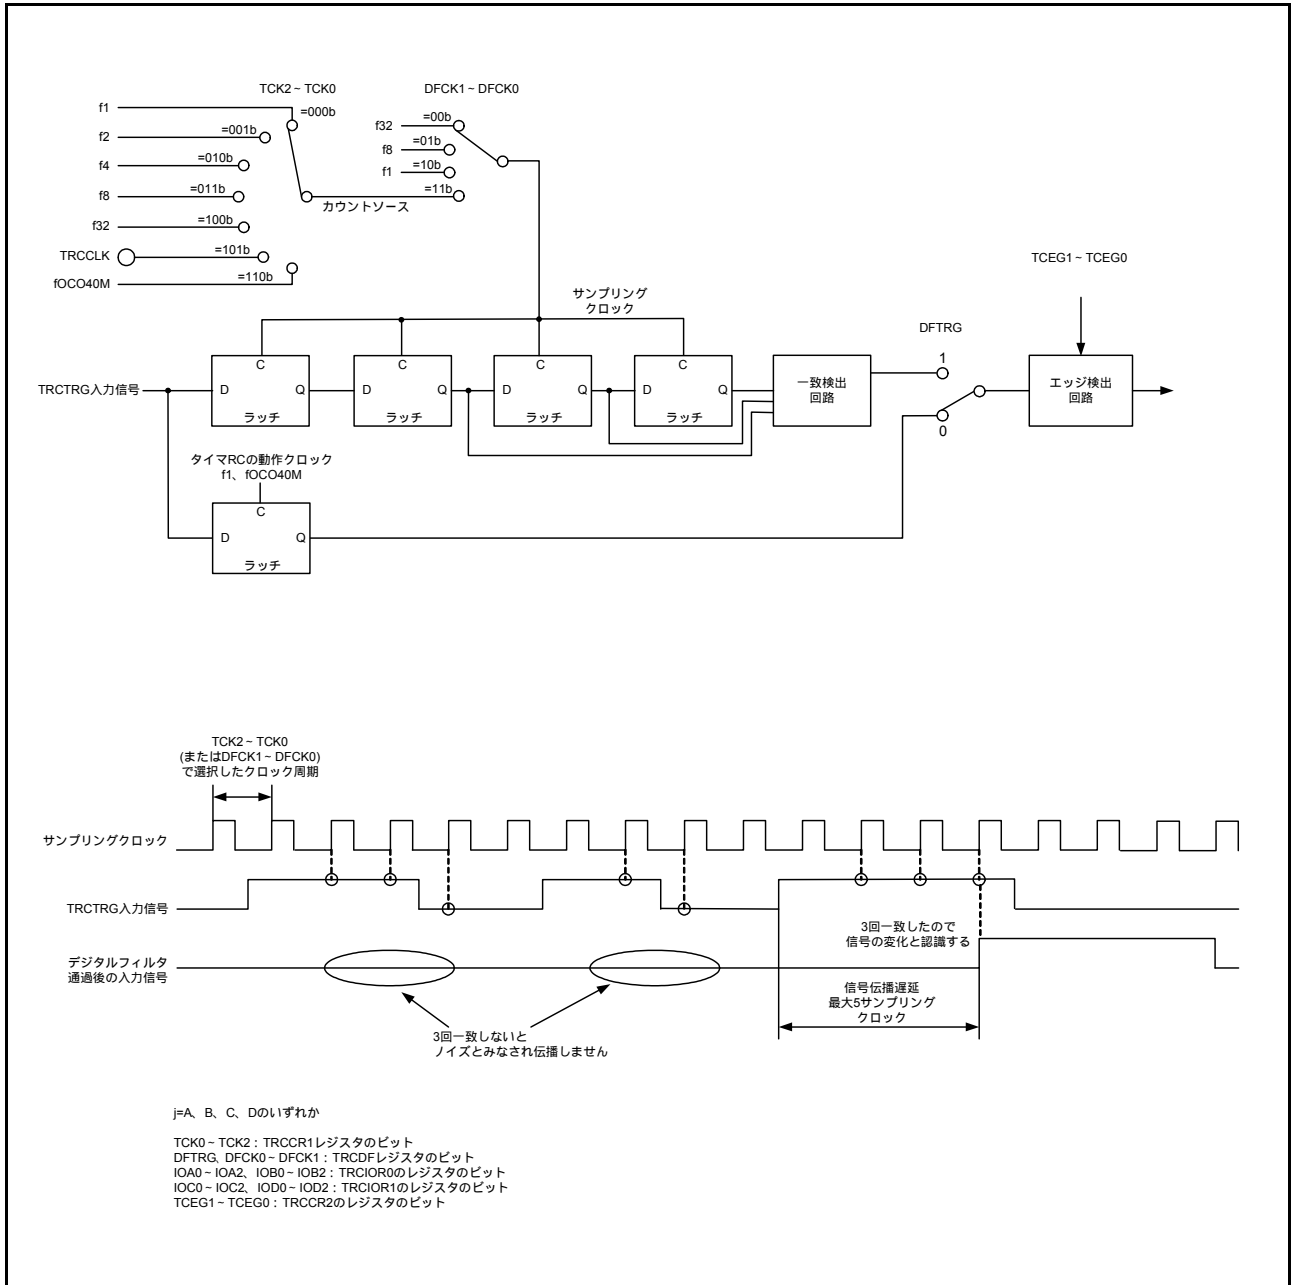 TCK2~TCK0
DFCK1~DFCK0
f1
=000b
f2
=001b
f4
=010b
f8
=011b
f32
=100b
TRCCLK
=101b
fOCO40M
=110b
カウントソース
f32
=00b
f8
=01b
f1
=10b
=11b
サンプリング
クロック
TCEG1~TCEG0
DFTRG
TRCTRG入力信号
C
D
Q
ラッチ
C
D
Q
ラッチ
C
D
Q
ラッチ
C
D
Q
ラッチ
一致検出
回路
1
0
エッジ検出
回路
タイマRCの動作クロック
f1、fOCO40M
C
D
Q
ラッチ
TCK2~TCK0
(またはDFCK1~DFCK0)
で選択したクロック周期
サンプリングクロック
TRCTRG入力信号
3回一致したので
信号の変化と認識する
デジタルフィルタ
通過後の入力信号
信号伝播遅延
最大5サンプリング
クロック
3回一致しないと
ノイズとみなされ伝播しません
j=A、B、C、Dのいずれか
TCK0~TCK2:TRCCR1レジスタのビット
DFTRG、DFCK0~DFCK1:TRCDFレジスタのビット
IOA0~IOA2、IOB0~IOB2:TRCIOR0のレジスタのビット
IOC0~IOC2、IOD0~IOD2:TRCIOR1のレジスタのビット
TCEG1~TCEG0:TRCCR2のレジスタのビット